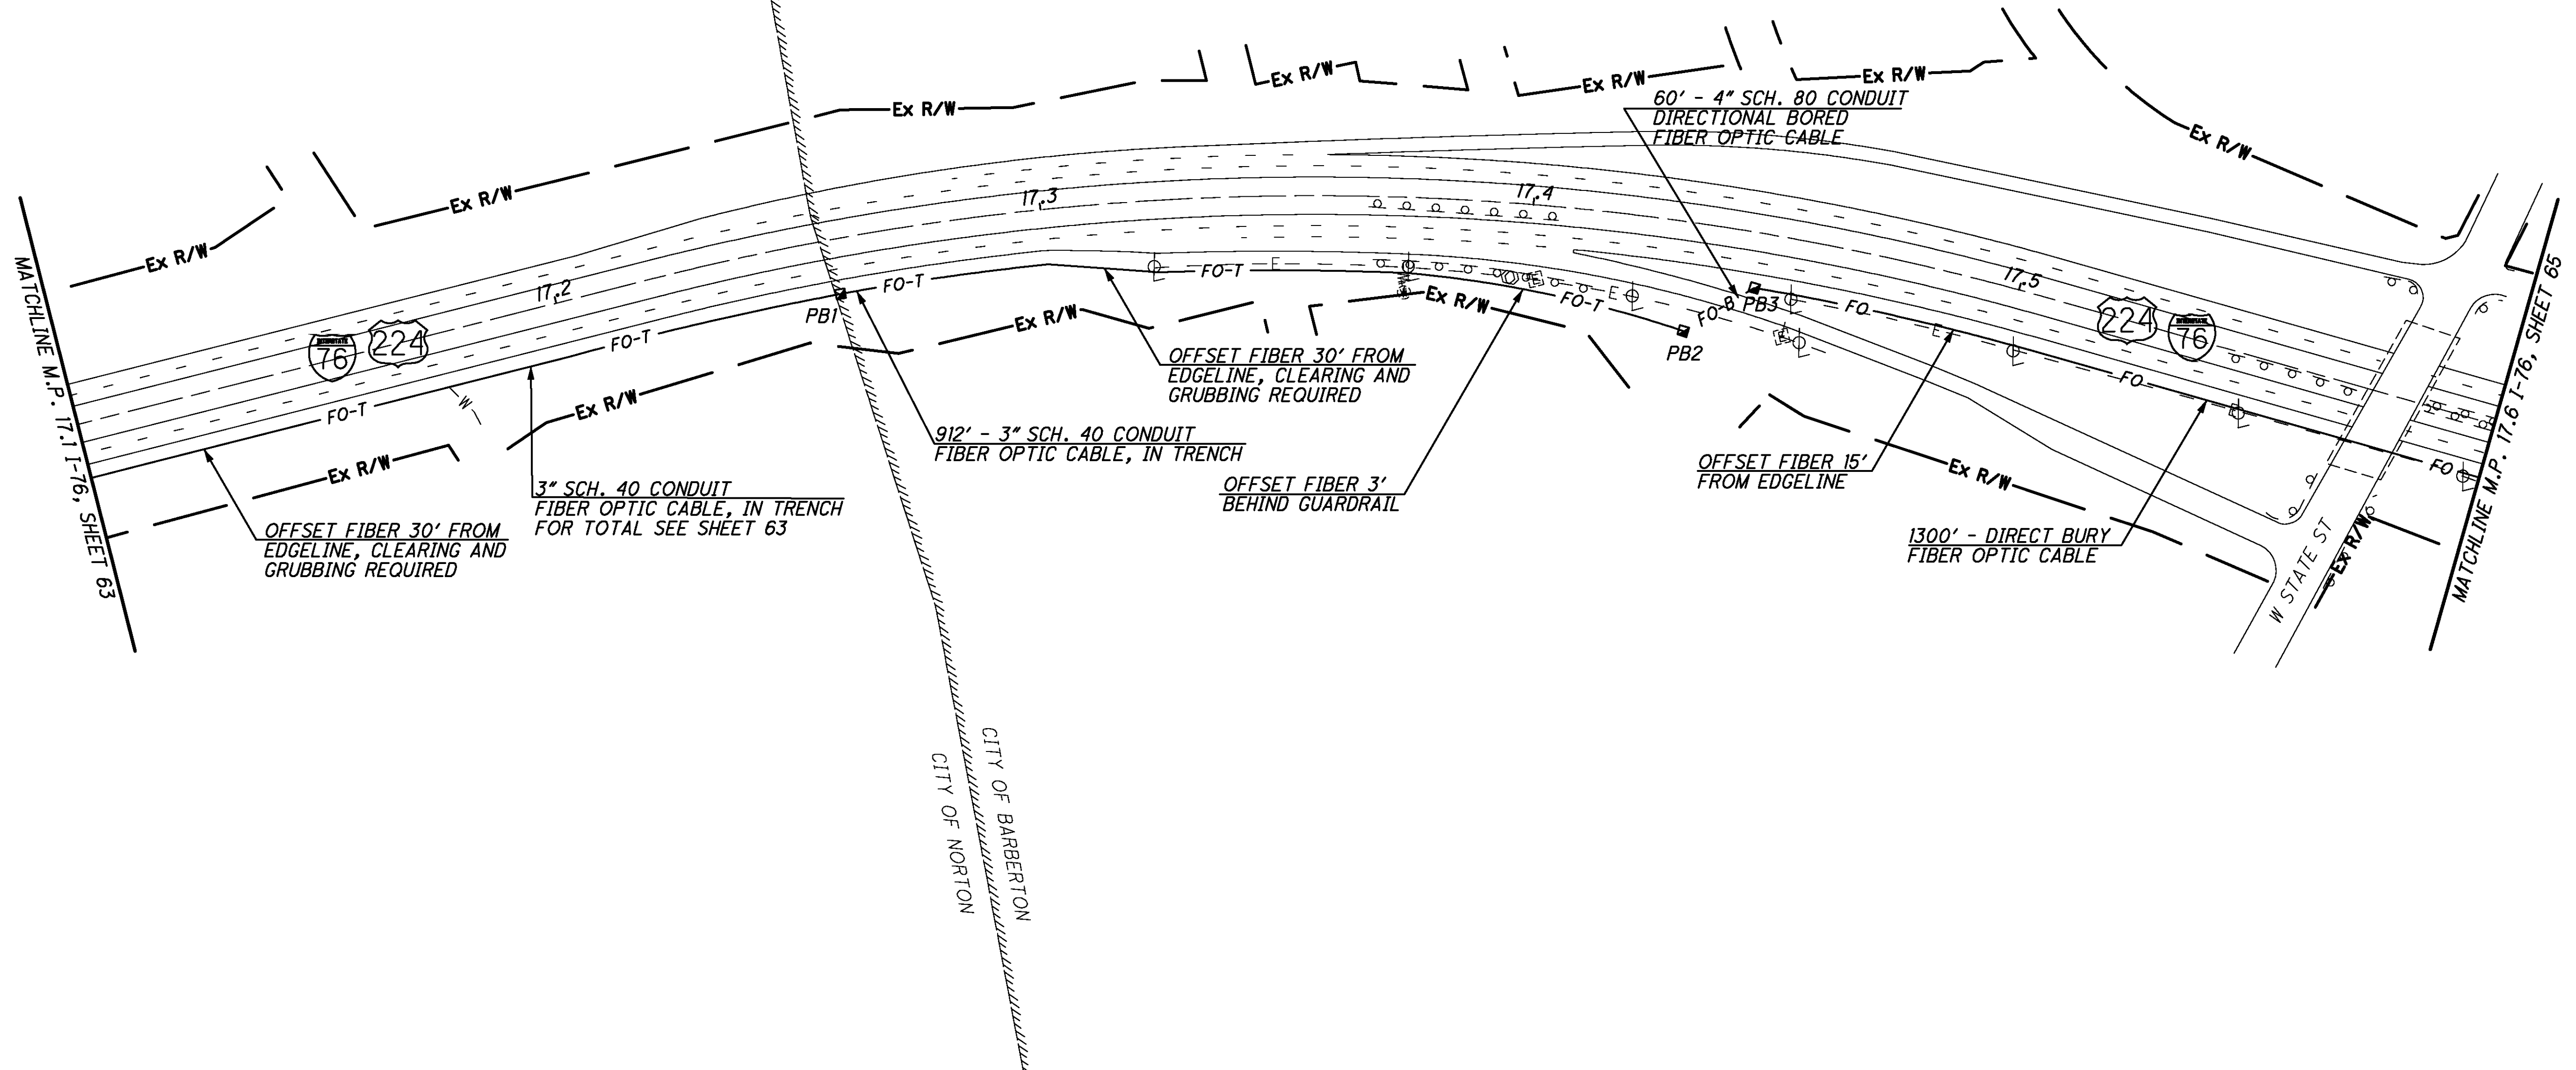 Ex R/W
Ex R/W
Ex R/W
Ex R/W
Ex R/W
Ex R/W
Ex R/W
60' - 4" SCH. 80 CONDUIT
DIRECTIONAL BORED
FIBER OPTIC CABLE
MATCHLINE M.P. 17.1 I-76, SHEET 63
17.2
17.3
17.4
17.5
INTERSTATE
76
224
224
INTERSTATE
76
FO-T
FO-T
FO-T
FO-T
FO-T
FO-B
FO
FO
FO
W
E
E
E
E
E
PB1
PB2
PB3
Ex R/W
Ex R/W
Ex R/W
Ex R/W
Ex R/W
Ex R/W
OFFSET FIBER 30' FROM
EDGELINE, CLEARING AND
GRUBBING REQUIRED
912' - 3" SCH. 40 CONDUIT
FIBER OPTIC CABLE, IN TRENCH
OFFSET FIBER 3'
BEHIND GUARDRAIL
OFFSET FIBER 15'
FROM EDGELINE
3" SCH. 40 CONDUIT
FIBER OPTIC CABLE, IN TRENCH
FOR TOTAL SEE SHEET 63
OFFSET FIBER 30' FROM
EDGELINE, CLEARING AND
GRUBBING REQUIRED
1300' - DIRECT BURY
FIBER OPTIC CABLE
W STATE ST
MATCHLINE M.P. 17.6 I-76, SHEET 65
CITY OF NORTON
CITY OF BARBERTON